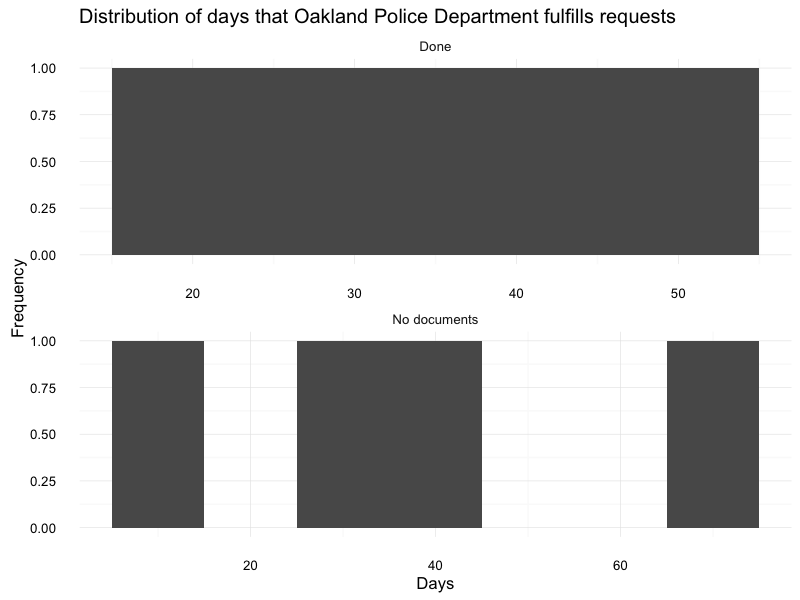 Distribution of days that Oakland Police Department fulfills requests
Done
1.00
0.75
0.50
0.25
0.00
20 30 40 50
Frequency
No documents
1.00
0.75
0.50
0.25
0.00
20 40 60
Days